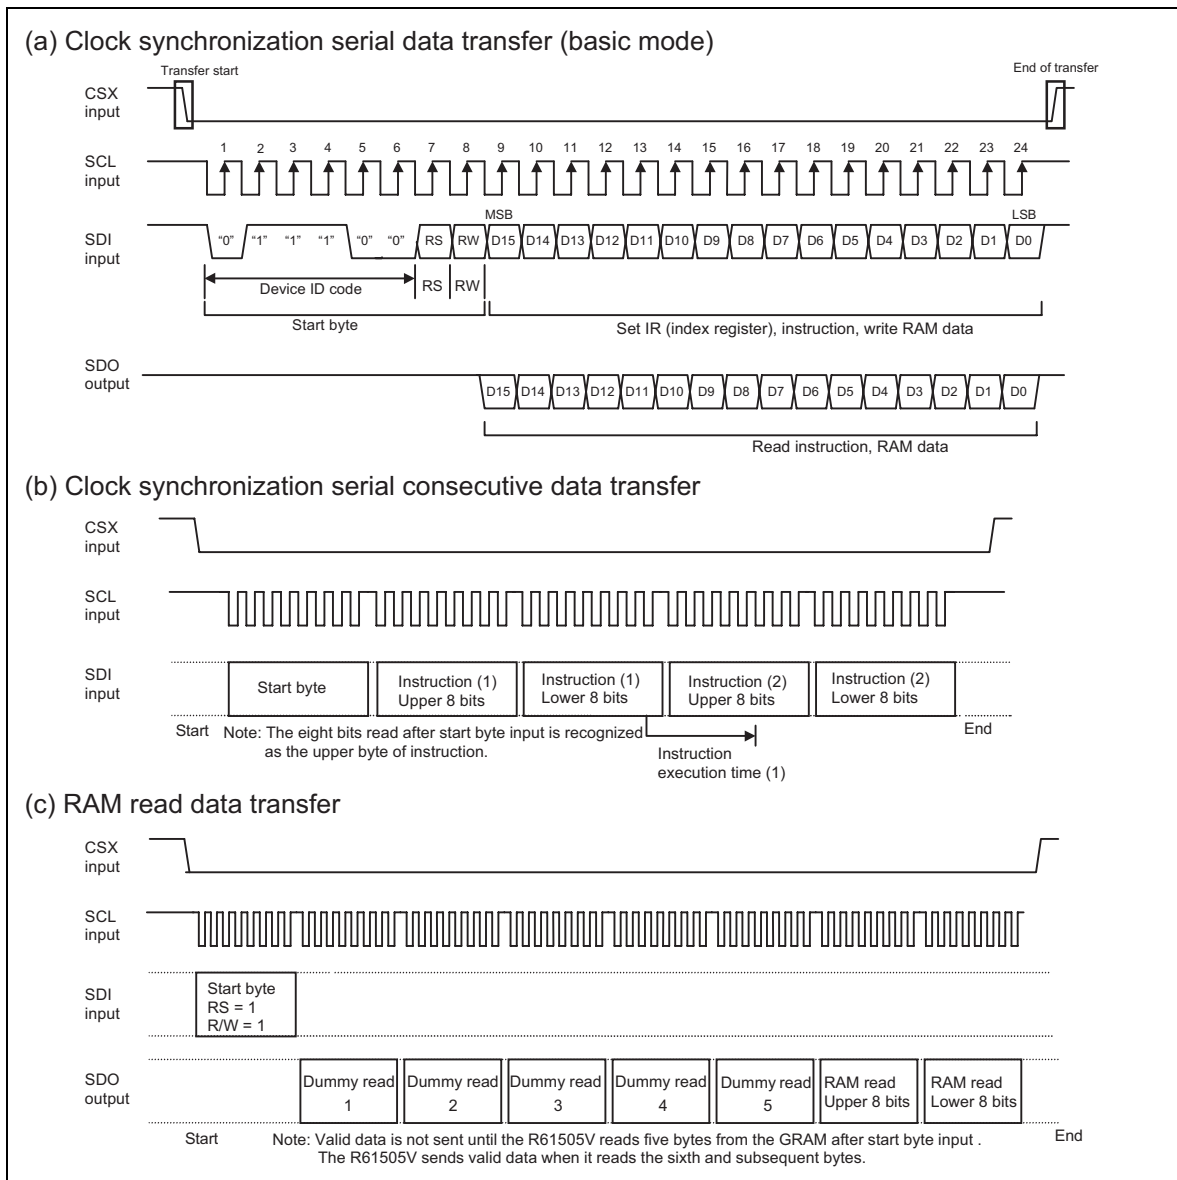 (a) Clock synchronization serial data transfer (basic mode)
Transfer start
End of transfer
CSX
input
1 2 3 4 5 6 7 8 9 10 11 12 13 14 15 16 17 18 19 20 21 22 23 24
SCL
input
MSB
LSB
SDI
input
“0” “1” “1” “1” “0” “0” RS RW D15 D14 D13 D12 D11 D10 D9 D8 D7 D6 D5 D4 D3 D2 D1 D0
Device ID code
RS RW
Start byte
Set IR (index register), instruction, write RAM data
SDO
output
D15 D14 D13 D12 D11 D10 D9 D8 D7 D6 D5 D4 D3 D2 D1 D0
Read instruction, RAM data
(b) Clock synchronization serial consecutive data transfer
CSX
input
SCL
input
SDI
input
Start byte
Instruction (1)
Upper 8 bits
Instruction (1)
Lower 8 bits
Instruction (2)
Upper 8 bits
Instruction (2)
Lower 8 bits
Start
Note: The eight bits read after start byte input is recognized
as the upper byte of instruction.
End
Instruction
execution time (1)
(c) RAM read data transfer
CSX
input
SCL
input
SDI
input
Start byte
RS = 1
R/W = 1
SDO
output
Dummy read
1
Dummy read
2
Dummy read
3
Dummy read
4
Dummy read
5
RAM read
Upper 8 bits
RAM read
Lower 8 bits
Start
Note: Valid data is not sent until the R61505V reads five bytes from the GRAM after start byte input .
The R61505V sends valid data when it reads the sixth and subsequent bytes.
End